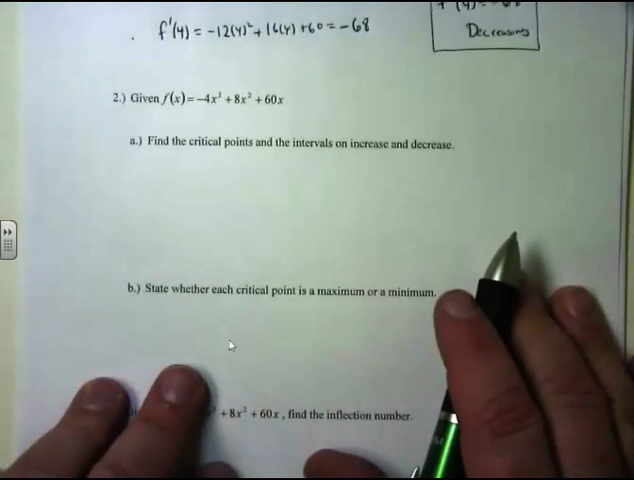 f'(4) = -12(4)² + 16(4) + 60 = -68
Decreasing
2.) Given f(x) = -4x³ + 8x² + 60x
a.) Find the critical points and the intervals on increase and decrease.
b.) State whether each critical point is a maximum or a minimum.
+ 8x² + 60x , find the inflection number.